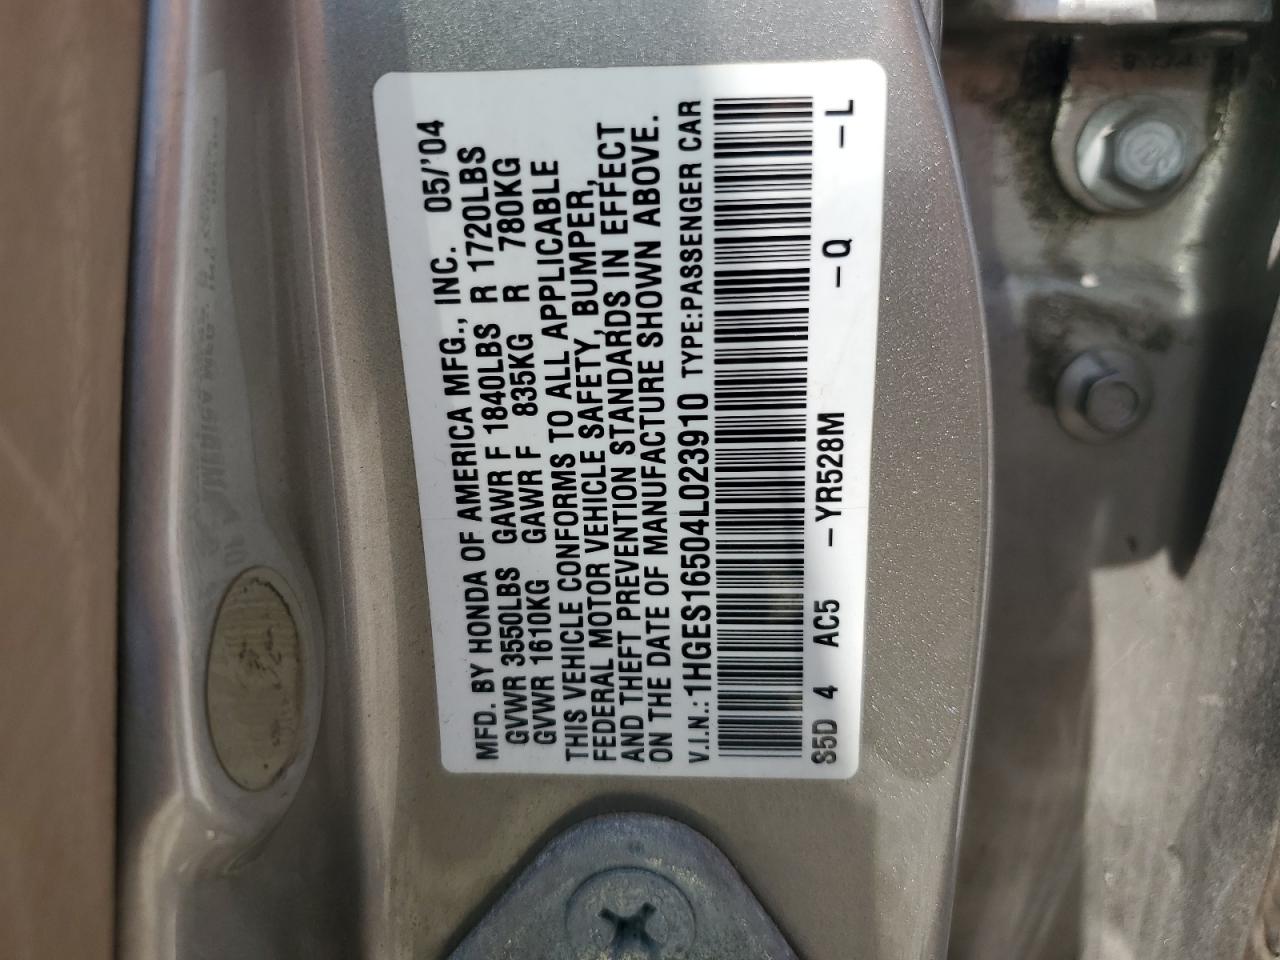 MFD. BY HONDA OF AMERICA MFG., INC. 05/'04
GVWR 3550LBS GAWR F 1840LBS R 1720LBS
GVWR 1610KG GAWR F 835KG R 780KG
THIS VEHICLE CONFORMS TO ALL APPLICABLE
FEDERAL MOTOR VEHICLE SAFETY, BUMPER,
AND THEFT PREVENTION STANDARDS IN EFFECT
ON THE DATE OF MANUFACTURE SHOWN ABOVE.
V.I.N.: 1HGES16504L023910 TYPE:PASSENGER CAR
S5D 4 AC5 – YR528M – Q – L